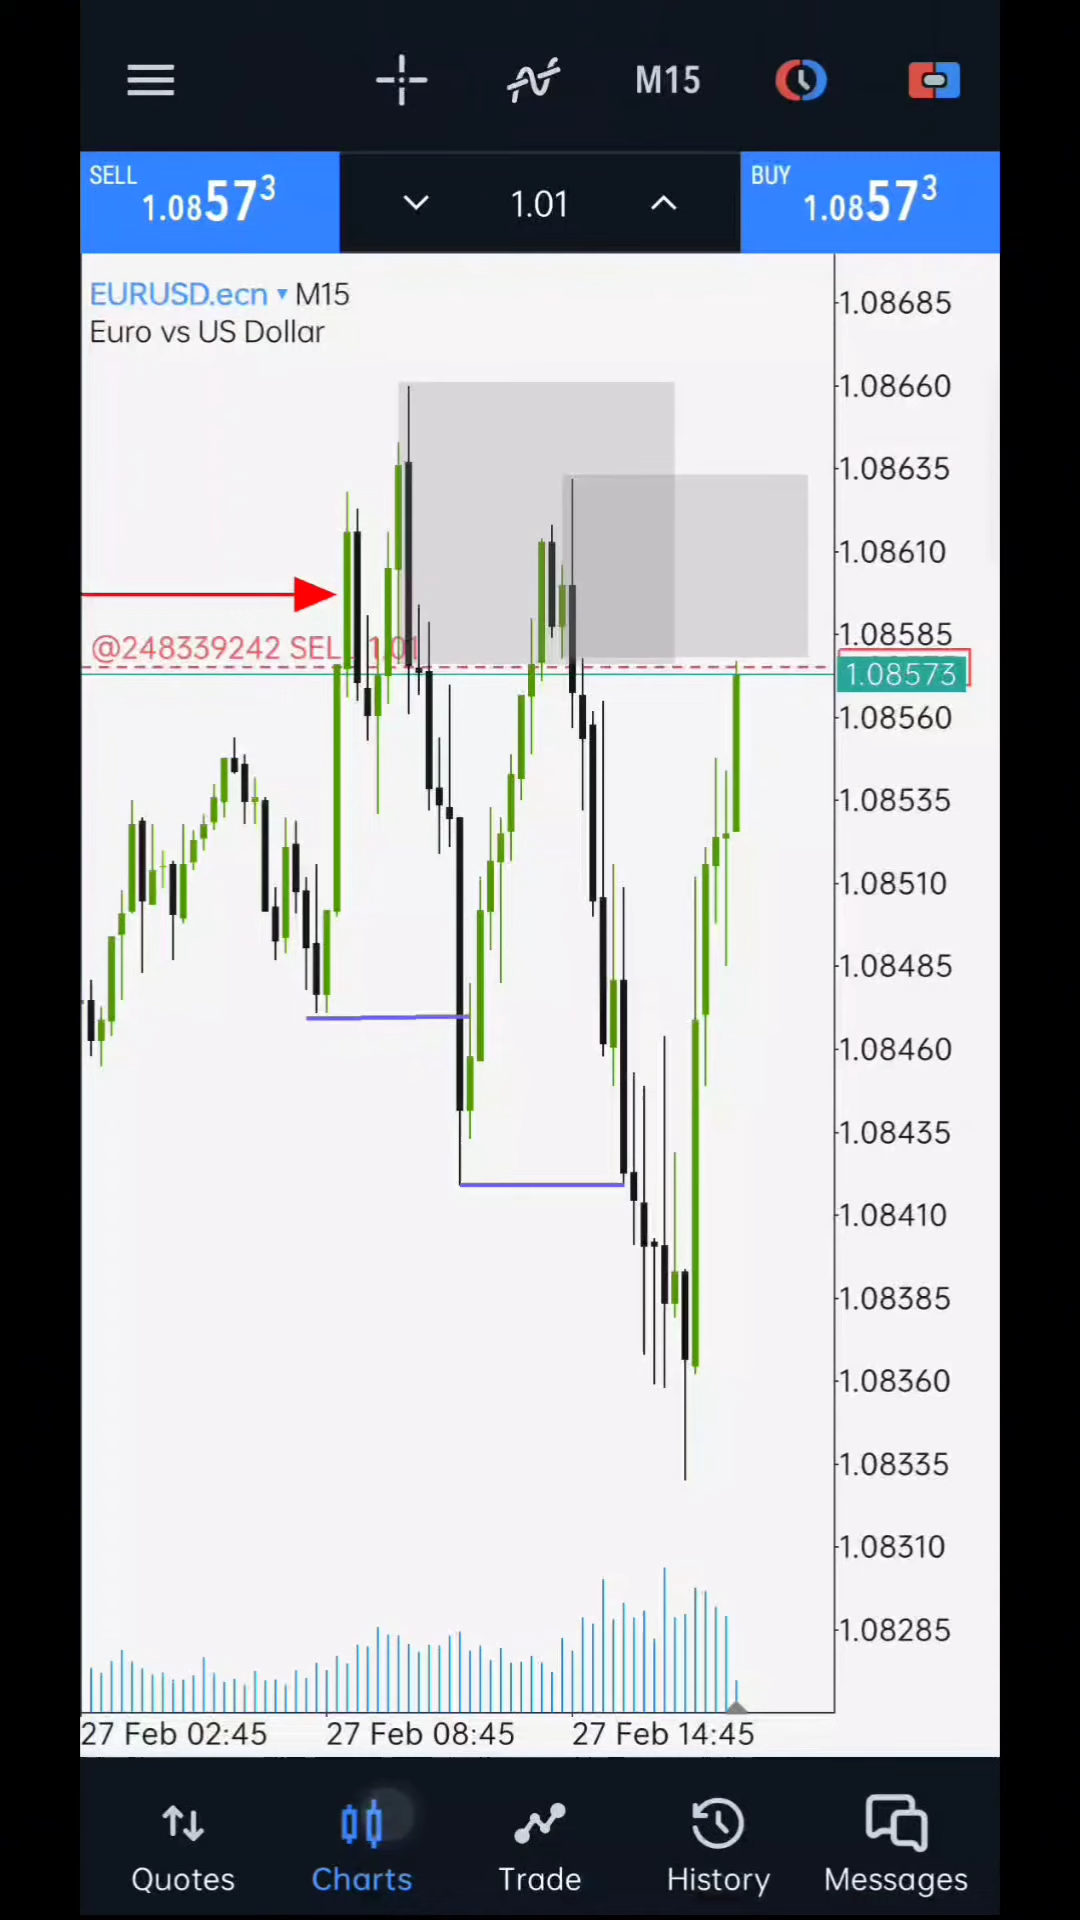 M15
SELL
1.08573
1.01
BUY
1.08573
EURUSD.ecn M15
Euro vs US Dollar
1.08685
1.08660
1.08635
1.08610
1.08585
@248339242 SELL 1.01
1.08573
1.08560
1.08535
1.08510
1.08485
1.08460
1.08435
1.08410
1.08385
1.08360
1.08335
1.08310
1.08285
27 Feb 02:45 27 Feb 08:45 27 Feb 14:45
Quotes Charts Trade History Messages